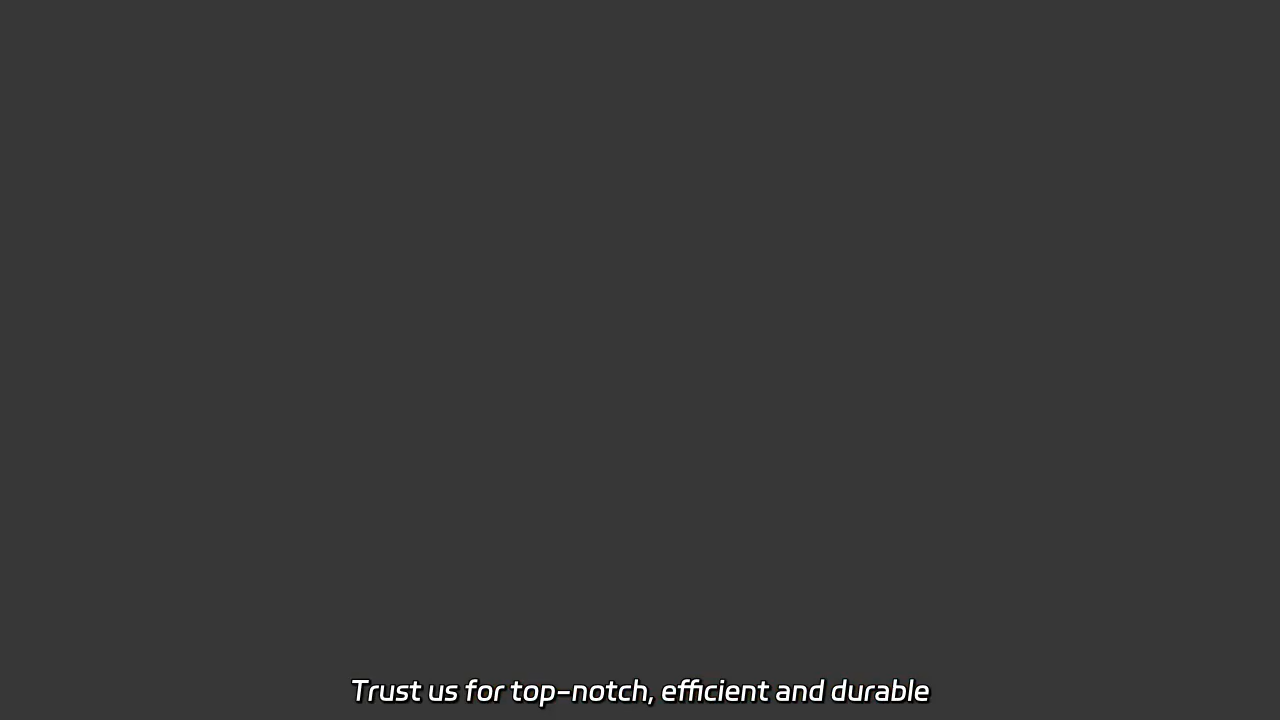 Trust us for top-notch, efficient and durable